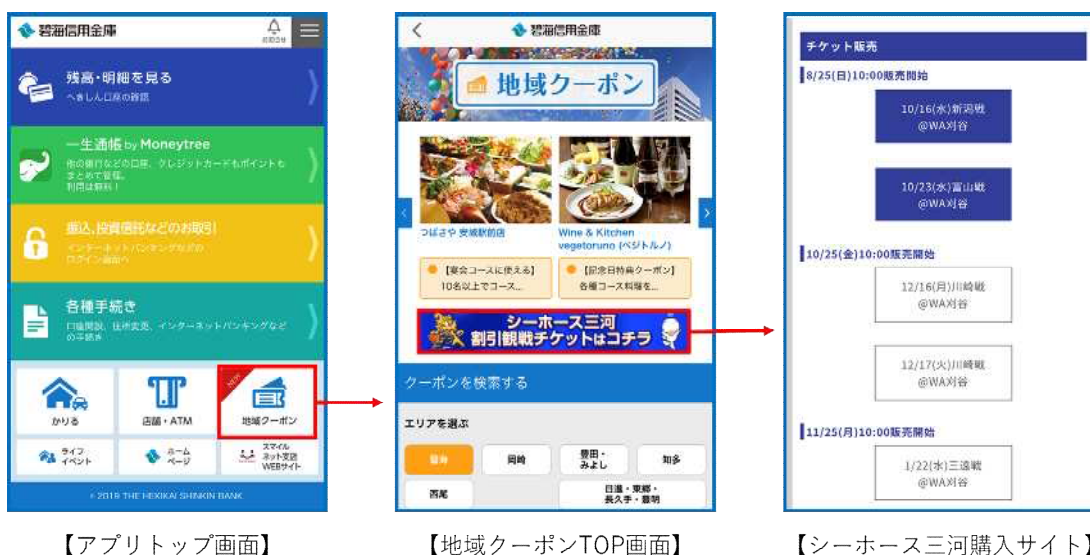 碧海信用金庫
残高・明細を見る
へきしん口座の確認
一生通帳 by Moneytree
他の銀行などの口座、クレジットカードもポイントも
まとめて管理。
利用は無料!
振込、投資信託などのお取引
インターネットバンキングなどの
ログイン画面へ
各種手続き
口座開設、住所変更、インターネットバンキングなど
の手続き
かりる
店舗・ATM
NEW
地域クーポン
ライフ
イベント
ホーム
ページ
スマイル
ネット支店
WEBサイト
© 2019 THE HEKIKAI SHINKIN BANK
【アプリトップ画面】
碧海信用金庫
地域クーポン
つばさや 安城駅前店
Wine & Kitchen
vegetoruno (ベジトルノ)
【宴会コースに使える】
10名以上でコース...
【記念日特典クーポン】
各種コース料理を...
シーホース三河
割引観戦チケットはコチラ
クーポンを検索する
エリアを選ぶ
碧海
岡崎
豊田・
みよし
知多
西尾
日進・東郷・
長久手・豊明
【地域クーポンTOP画面】
チケット販売
8/25(日)10:00販売開始
10/16(水)新潟戦
@WA刈谷
10/23(水)富山戦
@WA刈谷
10/25(金)10:00販売開始
12/16(月)川崎戦
@WA刈谷
12/17(火)川崎戦
@WA刈谷
11/25(月)10:00販売開始
1/22(水)三遠戦
@WA刈谷
【シーホース三河購入サイト】